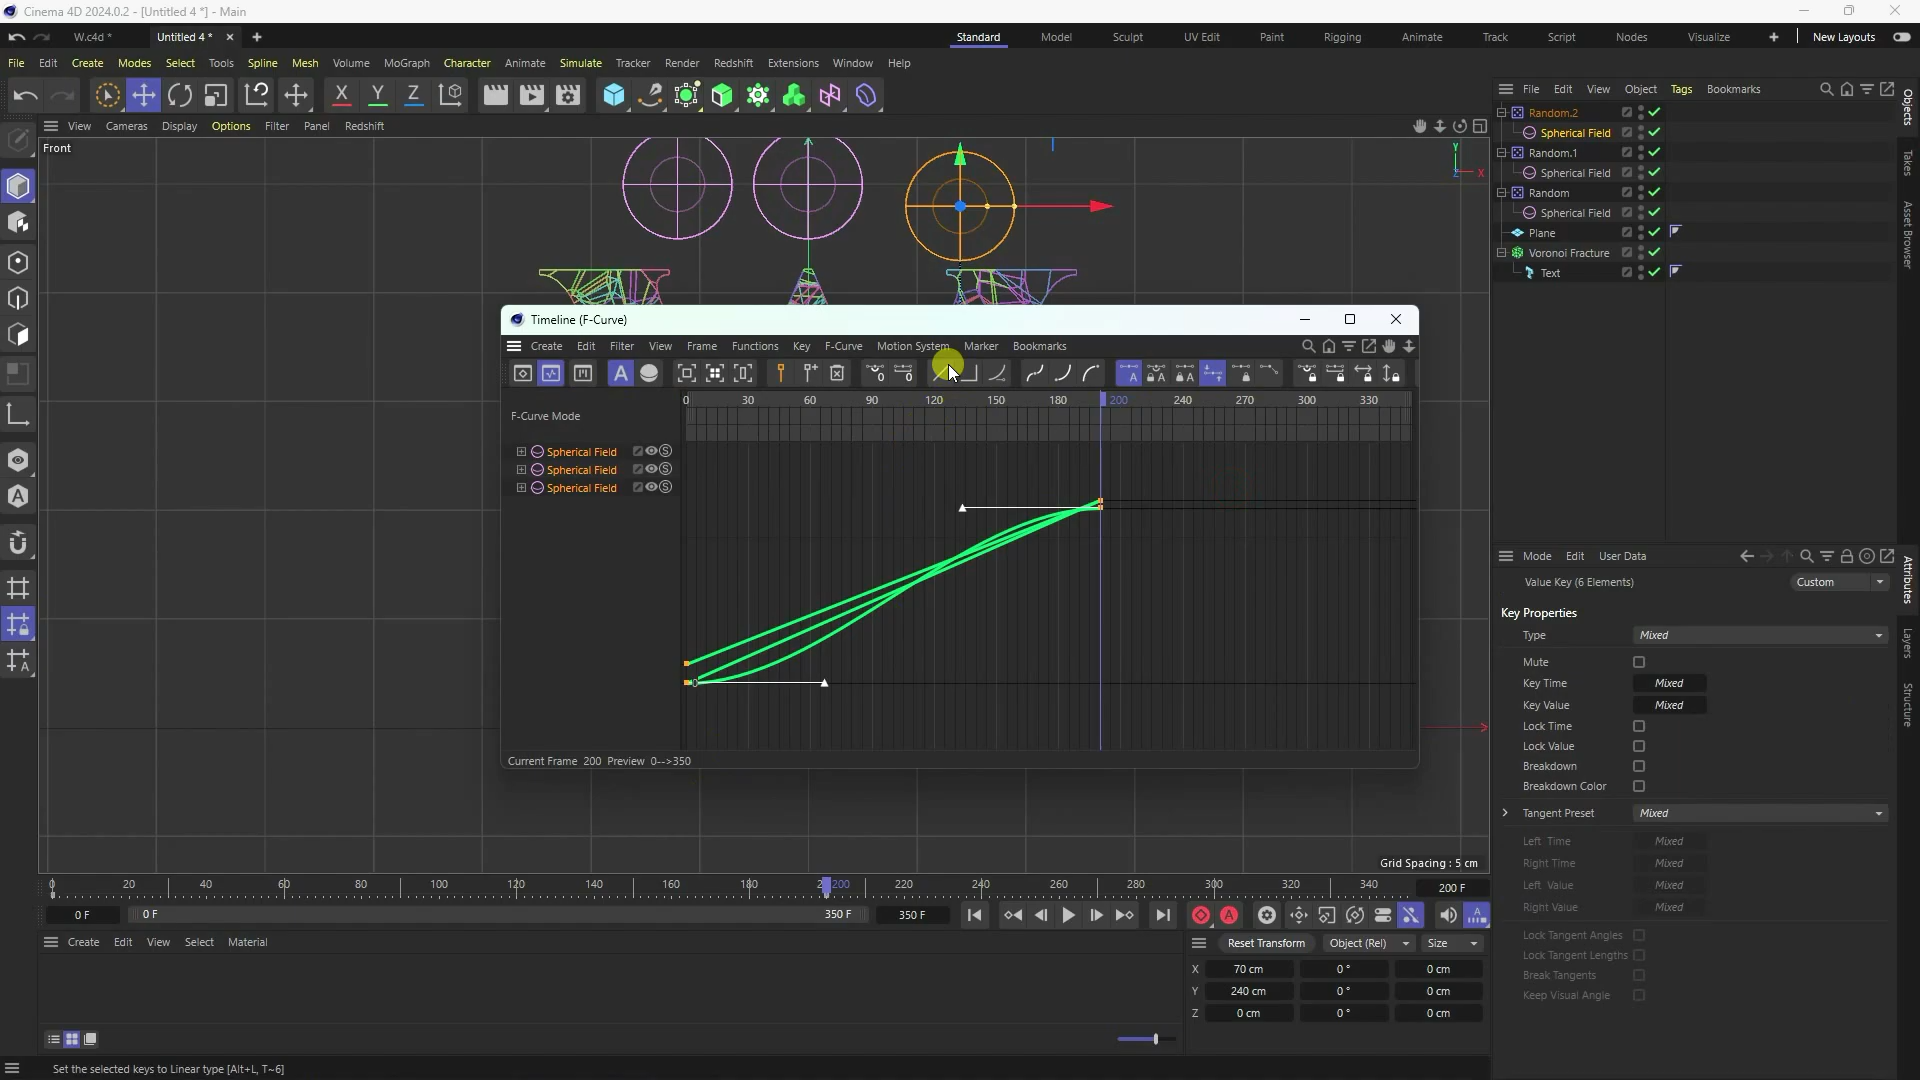 Cinema 4D 2024.0.2 - [Untitled 4 *] - Main
W.c4d *
Untitled 4 *
Standard
Model
Sculpt
UV Edit
Paint
Rigging
Animate
Track
Script
Nodes
Visualize
New Layouts
File Edit Create Modes Select Tools Spline Mesh Volume MoGraph Character Animate Simulate Tracker Render Redshift Extensions Window Help
X Y Z
File Edit View Object Tags Bookmarks
View Cameras Display Options Filter Panel Redshift
Front
Y
X
Z
Random.2
Spherical Field
Random.1
Spherical Field
Random
Spherical Field
Plane
Voronoi Fracture
Text
Objects
Takes
Asset Browser
Attributes
Layers
Structure
Timeline (F-Curve)
Create Edit Filter View Frame Functions Key F-Curve Motion System Marker Bookmarks
0 30 60 90 120 150 180 200 240 270 300 330
F-Curve Mode
Spherical Field
Spherical Field
Spherical Field
Current Frame 200 Preview 0-->350
Mode Edit User Data
Value Key (6 Elements)
Custom
Key Properties
Type Mixed
Mute
Key Time Mixed
Key Value Mixed
Lock Time
Lock Value
Breakdown
Breakdown Color
Tangent Preset Mixed
Left Time Mixed
Right Time Mixed
Left Value Mixed
Right Value Mixed
Lock Tangent Angles
Lock Tangent Lengths
Break Tangents
Keep Visual Angle
Grid Spacing : 5 cm
0 20 40 60 80 100 120 140 160 180 200 220 240 260 280 300 320 340
200 F
0 F
0 F
350 F
350 F
Create Edit View Select Material
Reset Transform
Object (Rel)
Size
X 70 cm 0 ° 0 cm
Y 240 cm 0 ° 0 cm
Z 0 cm 0 ° 0 cm
Set the selected keys to Linear type [Alt+L, T~6]